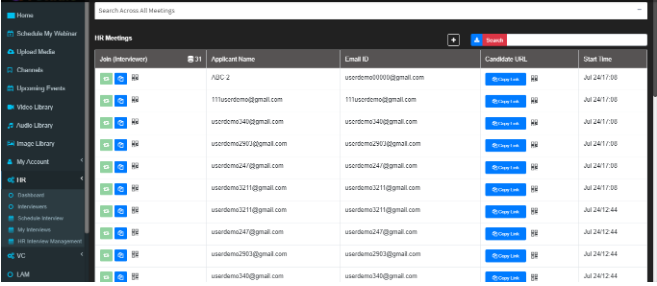 Search Across All Meetings
Home
Schedule My Webinar
Upload Media
Channels
Upcoming Events
Video Library
Audio Library
Image Library
My Account
HR
Dashboard
Interviewers
Schedule Interview
My Interviews
HR Interview Management
VC
LAM
HR Meetings
+ Search
Join (Interviewer) 31 Applicant Name Email ID Candidate URL Start Time
ABC-2 userdemo00000@gmail.com Copy Link Jul 24/17:08
111userdemo@gmail.com 111userdemo@gmail.com Copy Link Jul 24/17:08
userdemo340@gmail.com userdemo340@gmail.com Copy Link Jul 24/17:08
userdemo2903@gmail.com userdemo2903@gmail.com Copy Link Jul 24/17:08
userdemo247@gmail.com userdemo247@gmail.com Copy Link Jul 24/17:08
userdemo3211@gmail.com userdemo3211@gmail.com Copy Link Jul 24/17:08
userdemo3211@gmail.com userdemo3211@gmail.com Copy Link Jul 24/12:44
userdemo247@gmail.com userdemo247@gmail.com Copy Link Jul 24/12:44
userdemo2903@gmail.com userdemo2903@gmail.com Copy Link Jul 24/12:44
userdemo340@gmail.com userdemo340@gmail.com Copy Link Jul 24/12:44